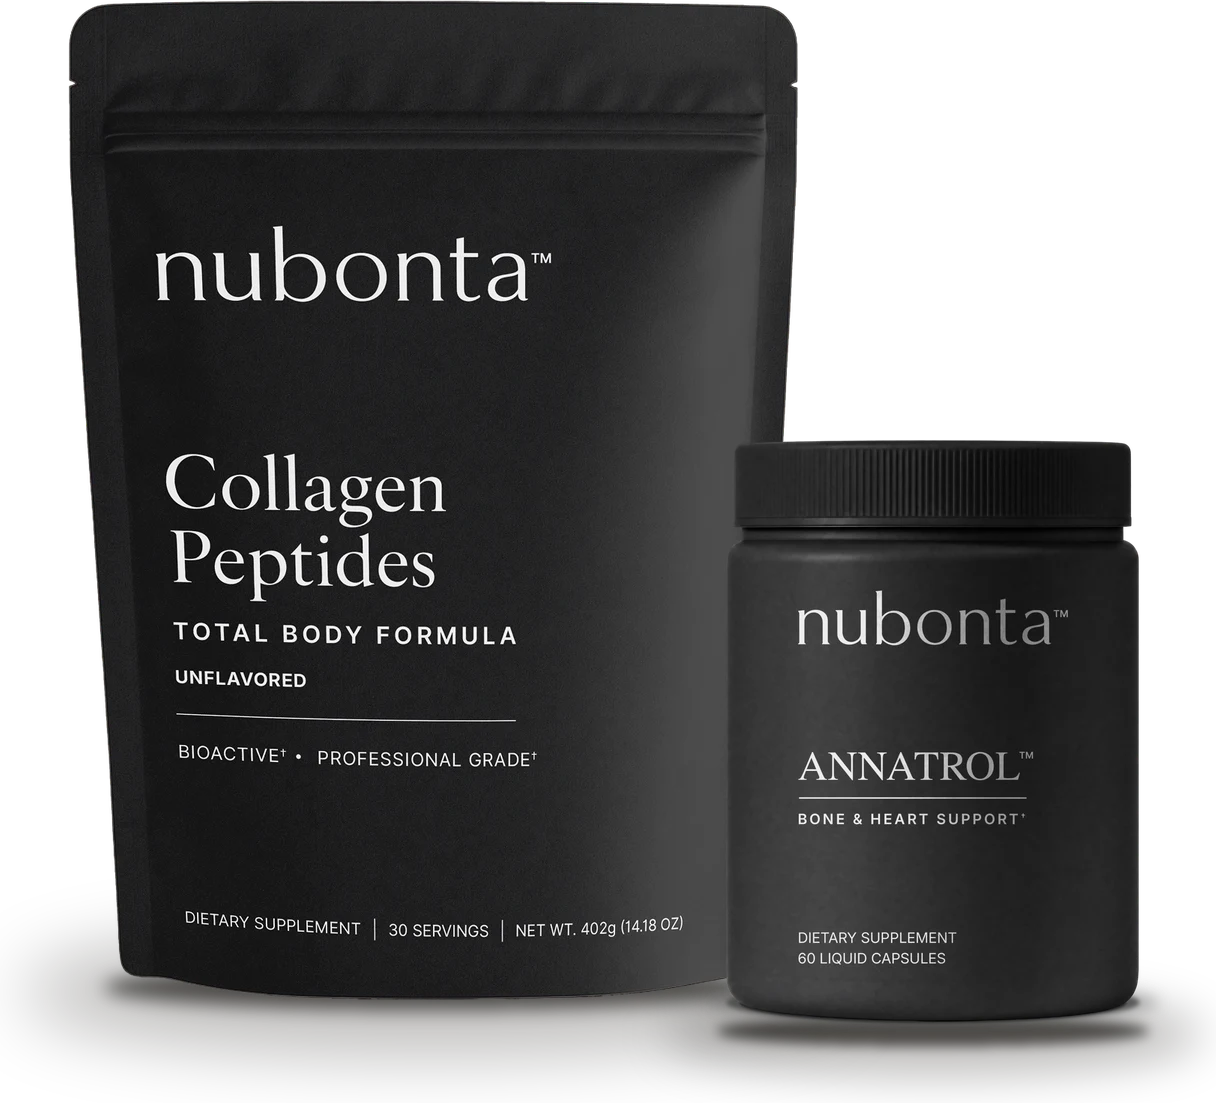 nubonta™
Collagen
Peptides
TOTAL BODY FORMULA
UNFLAVORED
BIOACTIVE† • PROFESSIONAL GRADE†
DIETARY SUPPLEMENT | 30 SERVINGS | NET WT. 402g (14.18 OZ)
nubonta™
ANNATROL™
BONE & HEART SUPPORT†
DIETARY SUPPLEMENT
60 LIQUID CAPSULES